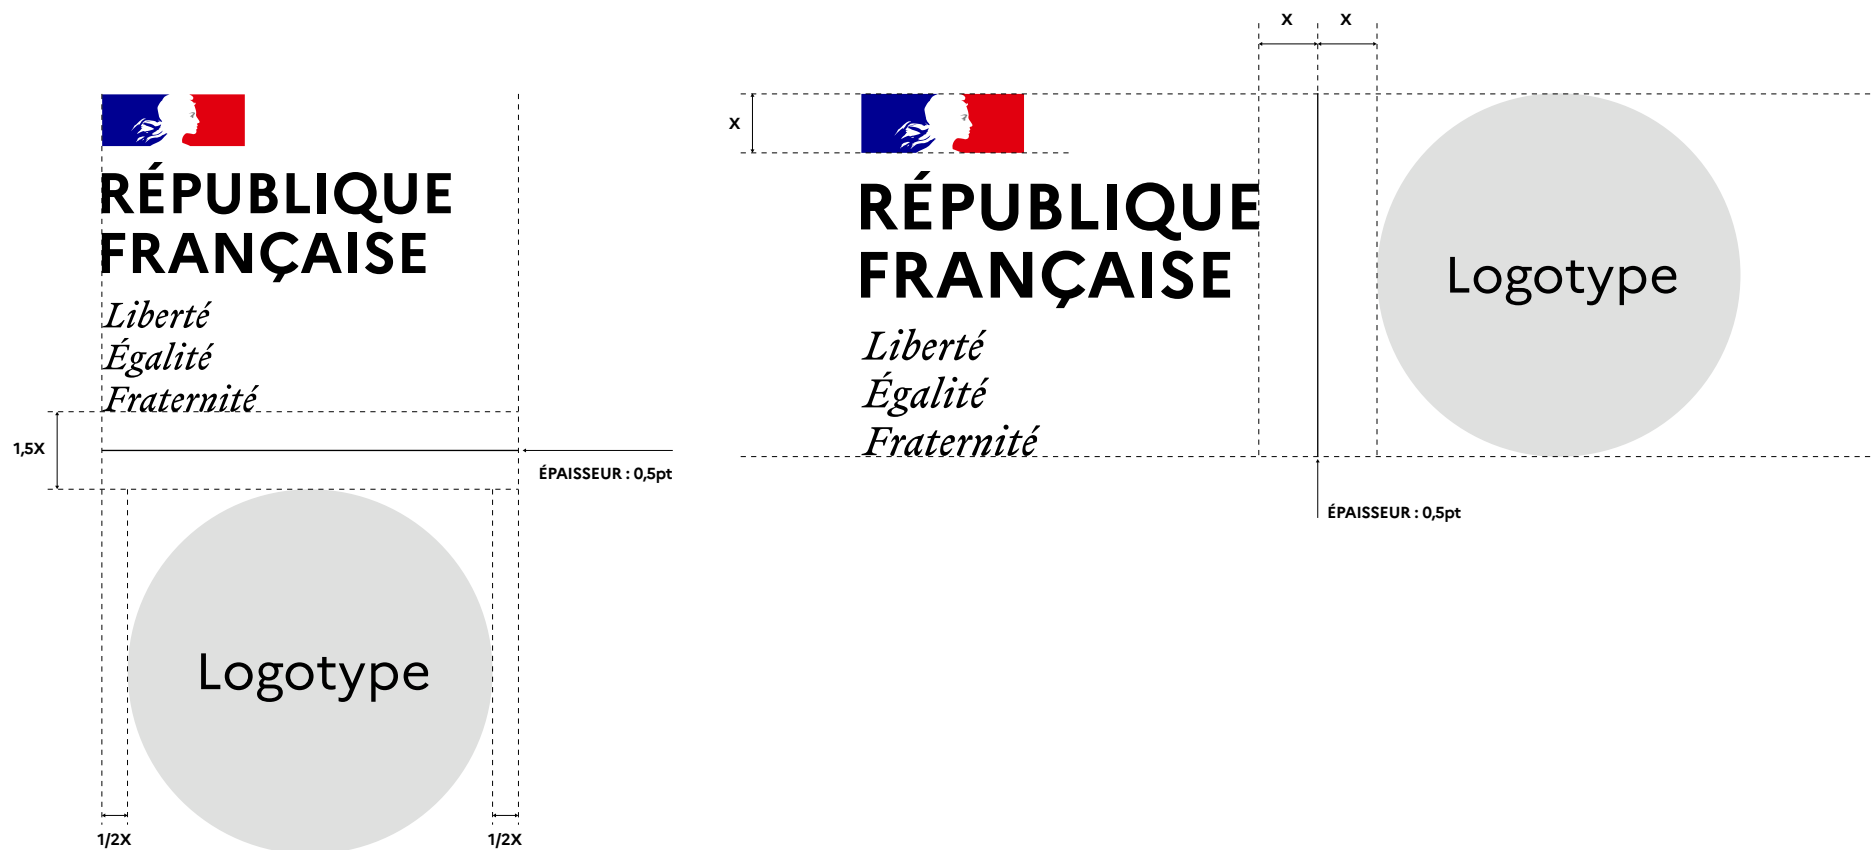 RÉPUBLIQUE
FRANÇAISE
Liberté
Égalité
Fraternité
1,5X
ÉPAISSEUR : 0,5pt
Logotype
1/2X
1/2X
X
X
X
RÉPUBLIQUE
FRANÇAISE
Liberté
Égalité
Fraternité
Logotype
ÉPAISSEUR : 0,5pt